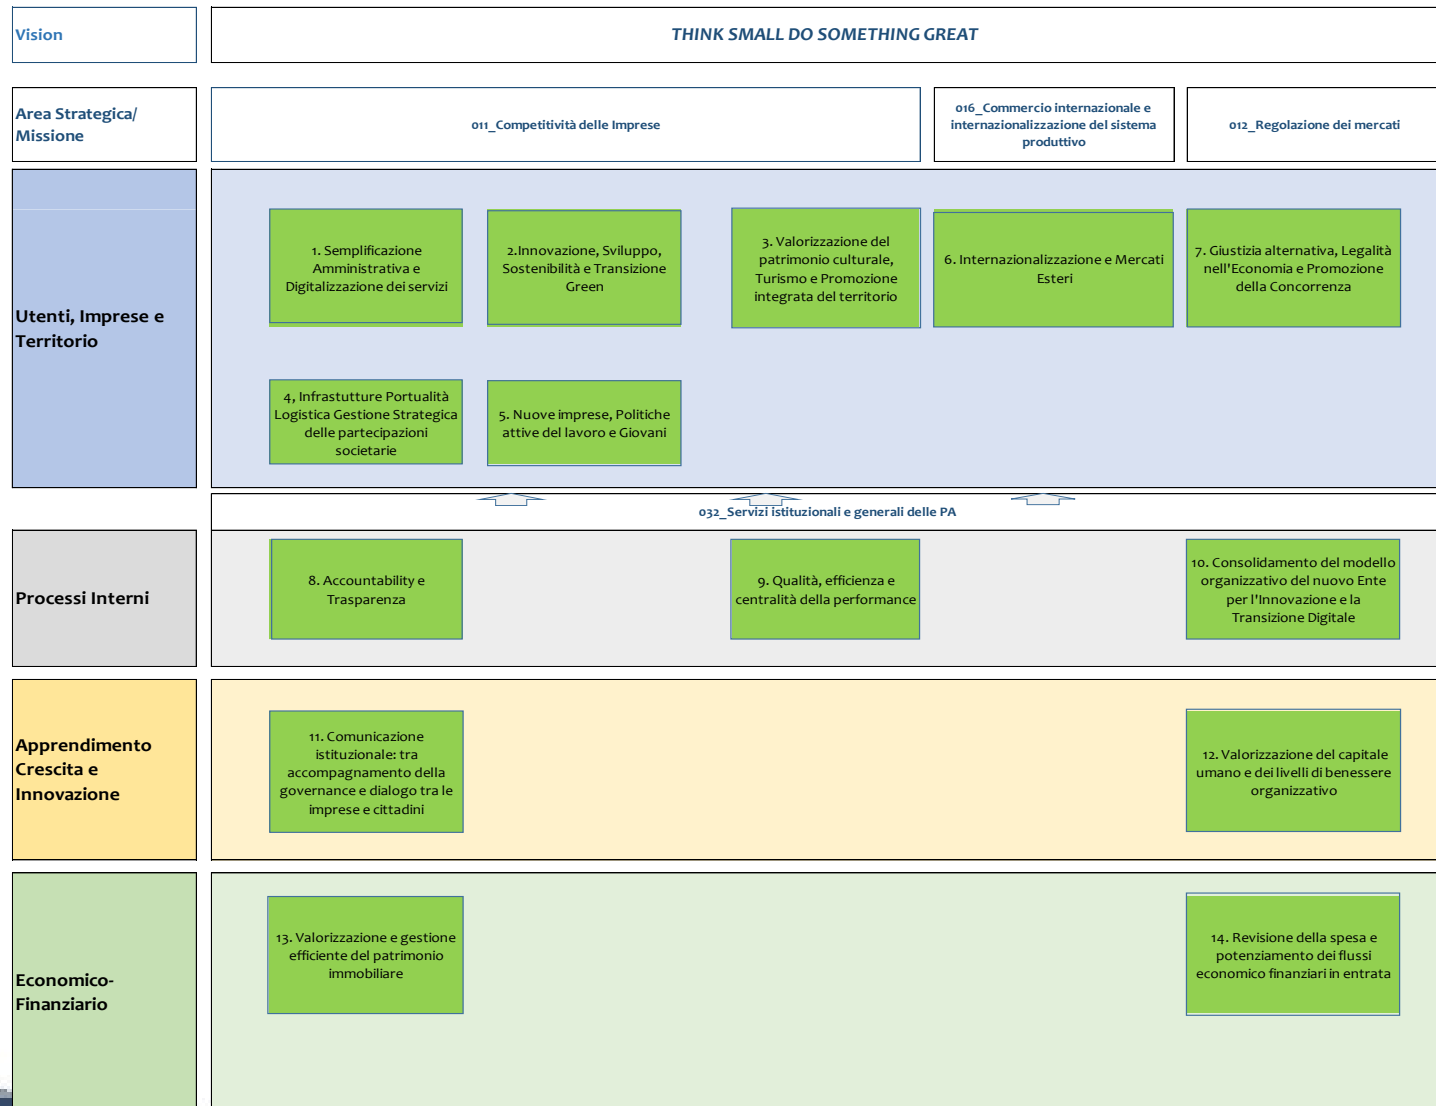 Vision
THINK SMALL DO SOMETHING GREAT
Area Strategica/
Missione
011_Competitività delle Imprese
016_Commercio internazionale e
internazionalizzazione del sistema
produttivo
012_Regolazione dei mercati
Utenti, Imprese e
Territorio
1. Semplificazione
Amministrativa e
Digitalizzazione dei servizi
2.Innovazione, Sviluppo,
Sostenibilità e Transizione
Green
3. Valorizzazione del
patrimonio culturale,
Turismo e Promozione
integrata del territorio
6. Internazionalizzazione e Mercati
Esteri
7. Giustizia alternativa, Legalità
nell'Economia e Promozione
della Concorrenza
4, Infrastutture Portualità
Logistica Gestione Strategica
delle partecipazioni
societarie
5. Nuove imprese, Politiche
attive del lavoro e Giovani
032_Servizi istituzionali e generali delle PA
Processi Interni
8. Accountability e
Trasparenza
9. Qualità, efficienza e
centralità della performance
10. Consolidamento del modello
organizzativo del nuovo Ente
per l'Innovazione e la
Transizione Digitale
Apprendimento
Crescita e
Innovazione
11. Comunicazione
istituzionale: tra
accompagnamento della
governance e dialogo tra le
imprese e cittadini
12. Valorizzazione del capitale
umano e dei livelli di benessere
organizzativo
Economico-
Finanziario
13. Valorizzazione e gestione
efficiente del patrimonio
immobiliare
14. Revisione della spesa e
potenziamento dei flussi
economico finanziari in entrata